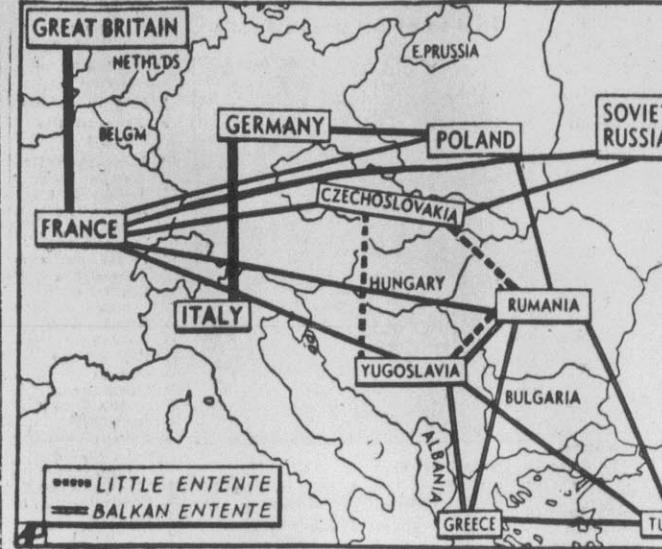 GREAT BRITAIN
NETHLDS
E.PRUSSIA
BELGM
GERMANY
POLAND
SOVIET
RUSSIA
CZECHOSLOVAKIA
FRANCE
HUNGARY
ITALY
RUMANIA
YUGOSLAVIA
BULGARIA
ALBANIA
LITTLE ENTENTE
BALKAN ENTENTE
GREECE
TU